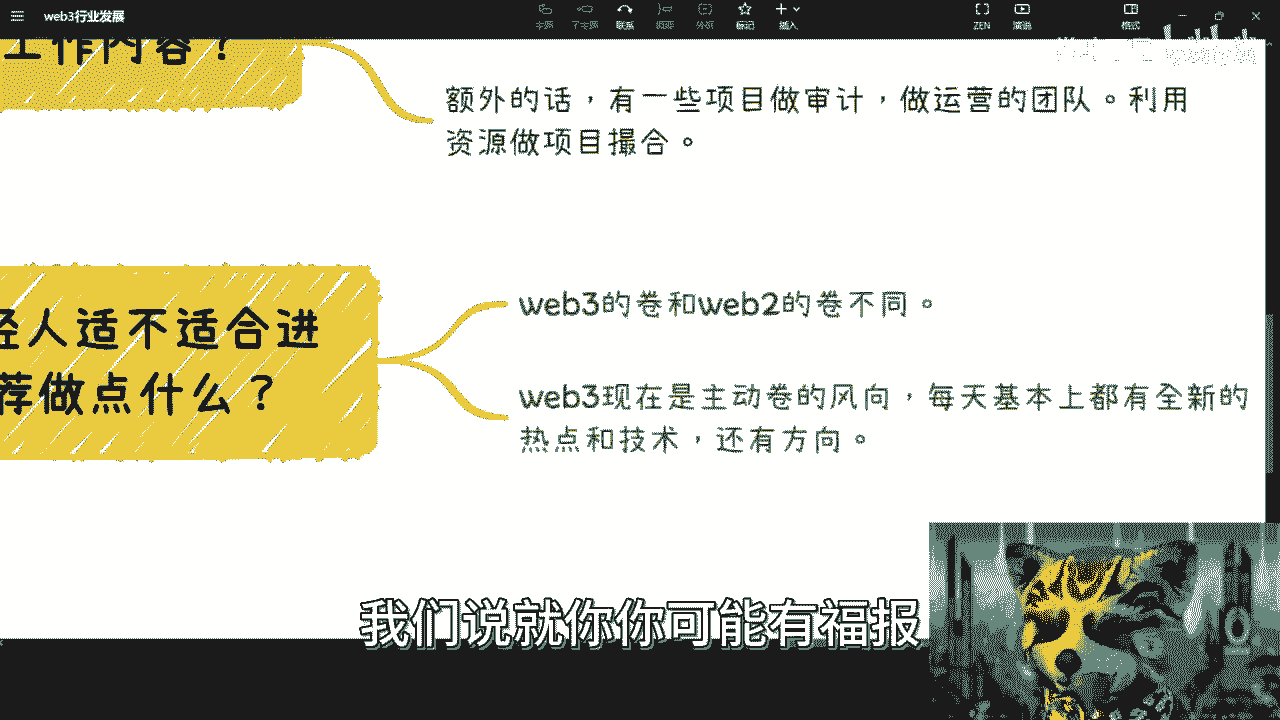 web3行业发展
主题 子主题 联系 概要 外框 标记 插入 ZEN 演说 格式
工作内容？
额外的话，有一些项目做审计，做运营的团队。利用
资源做项目撮合。
轻人适不适合进
荐做点什么？
web3的卷和web2的卷不同。
web3现在是主动卷的风向，每天基本上都有全新的
热点和技术，还有方向。
我们说就你你可能有福报